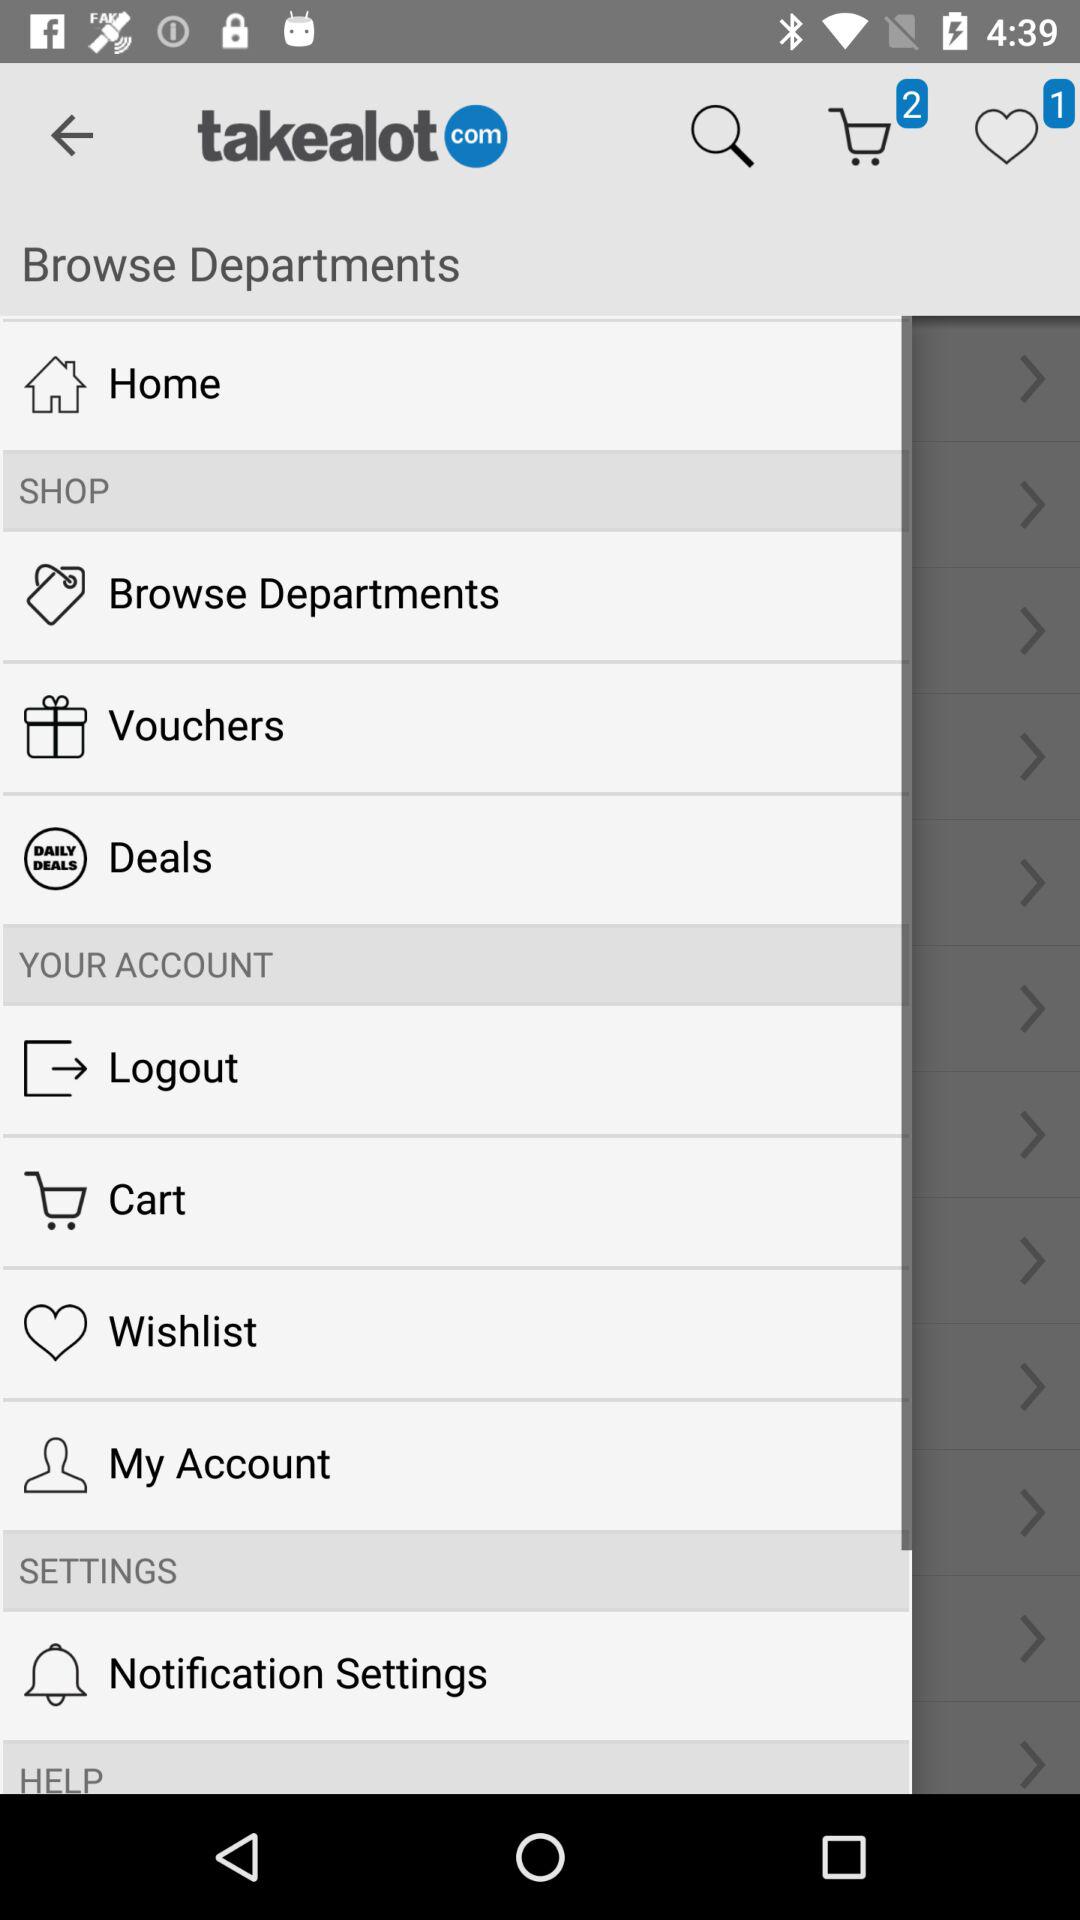 FAKE
4:39
takealot com
2
1
Browse Departments
Home
SHOP
Browse Departments
Vouchers
DAILY
DEALS
Deals
YOUR ACCOUNT
Logout
Cart
Wishlist
My Account
SETTINGS
Notification Settings
HELP